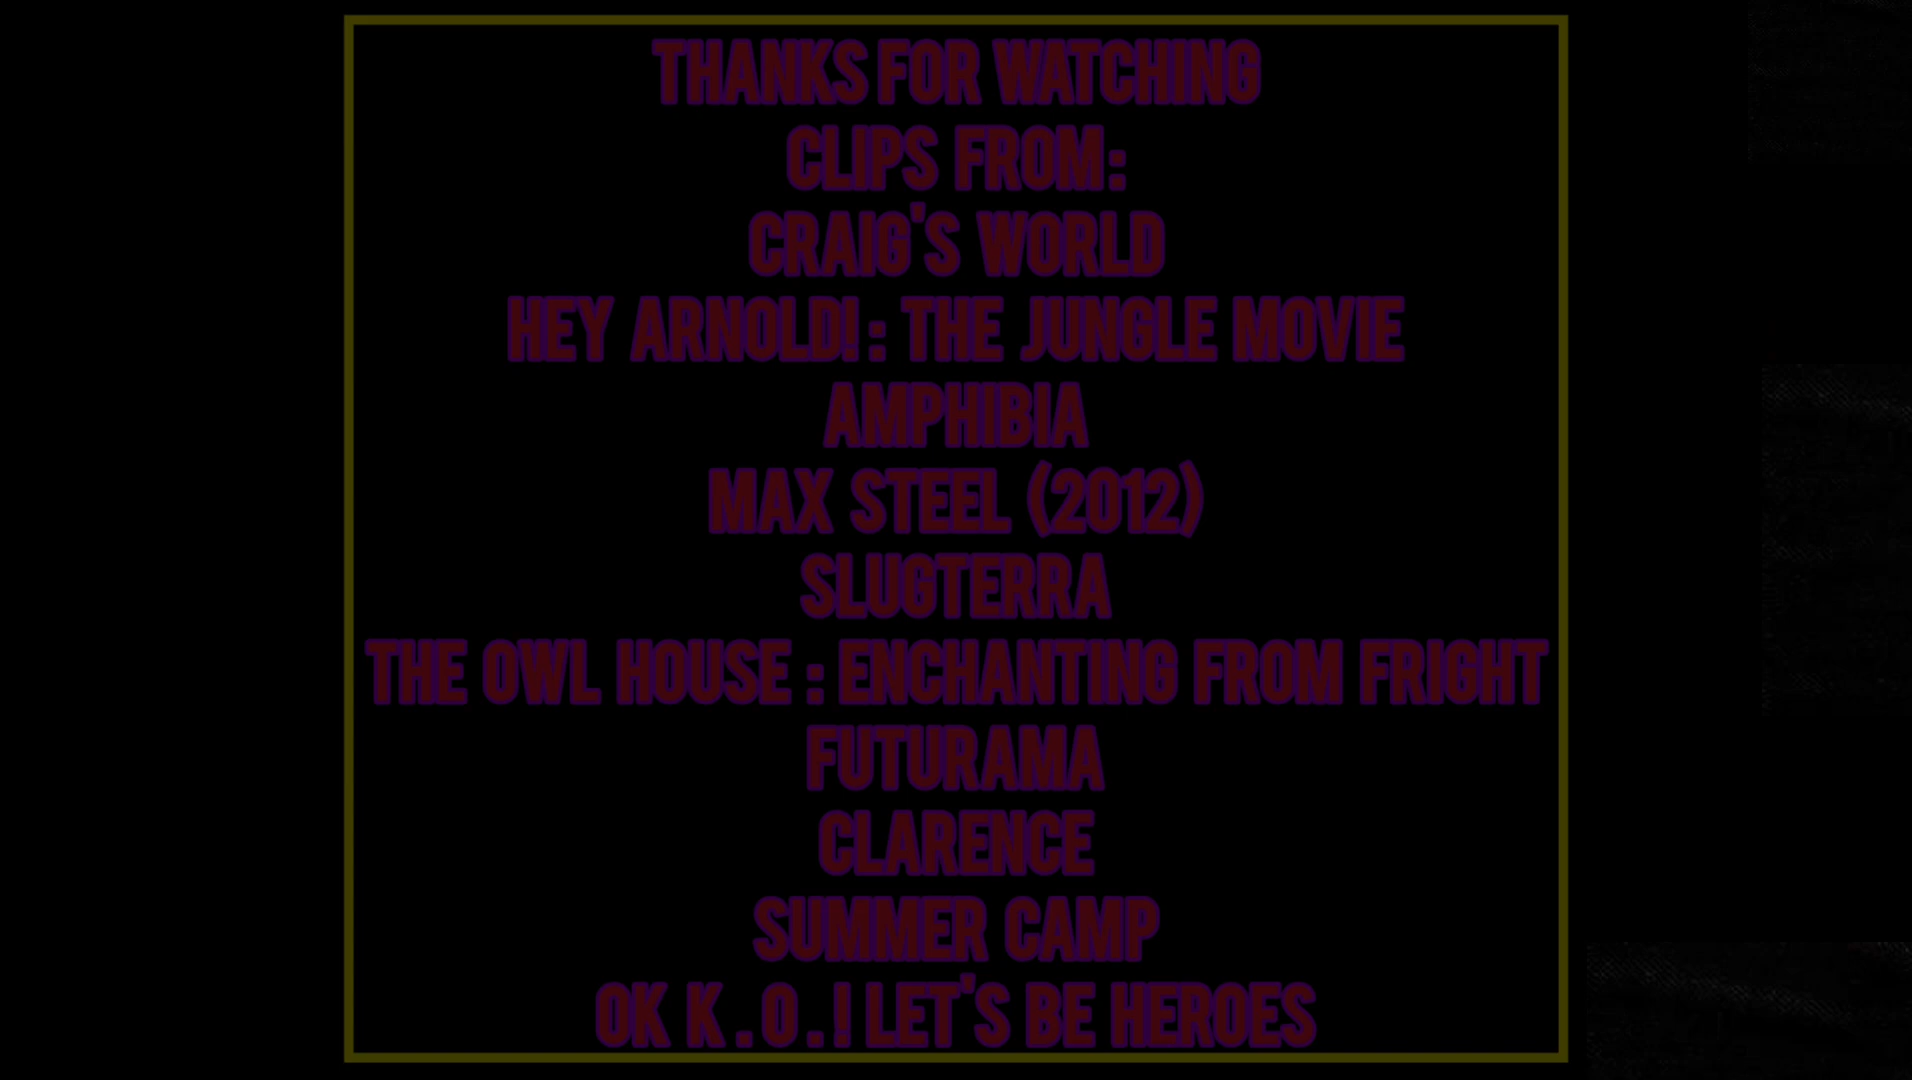 THANKS FOR WATCHING
CLIPS FROM:
CRAIG'S WORLD
HEY ARNOLD! : THE JUNGLE MOVIE
AMPHIBIA
MAX STEEL (2012)
SLUGTERRA
THE OWL HOUSE : ENCHANTING FROM FRIGHT
FUTURAMA
CLARENCE
SUMMER CAMP
OK K . O . ! LET'S BE HEROES